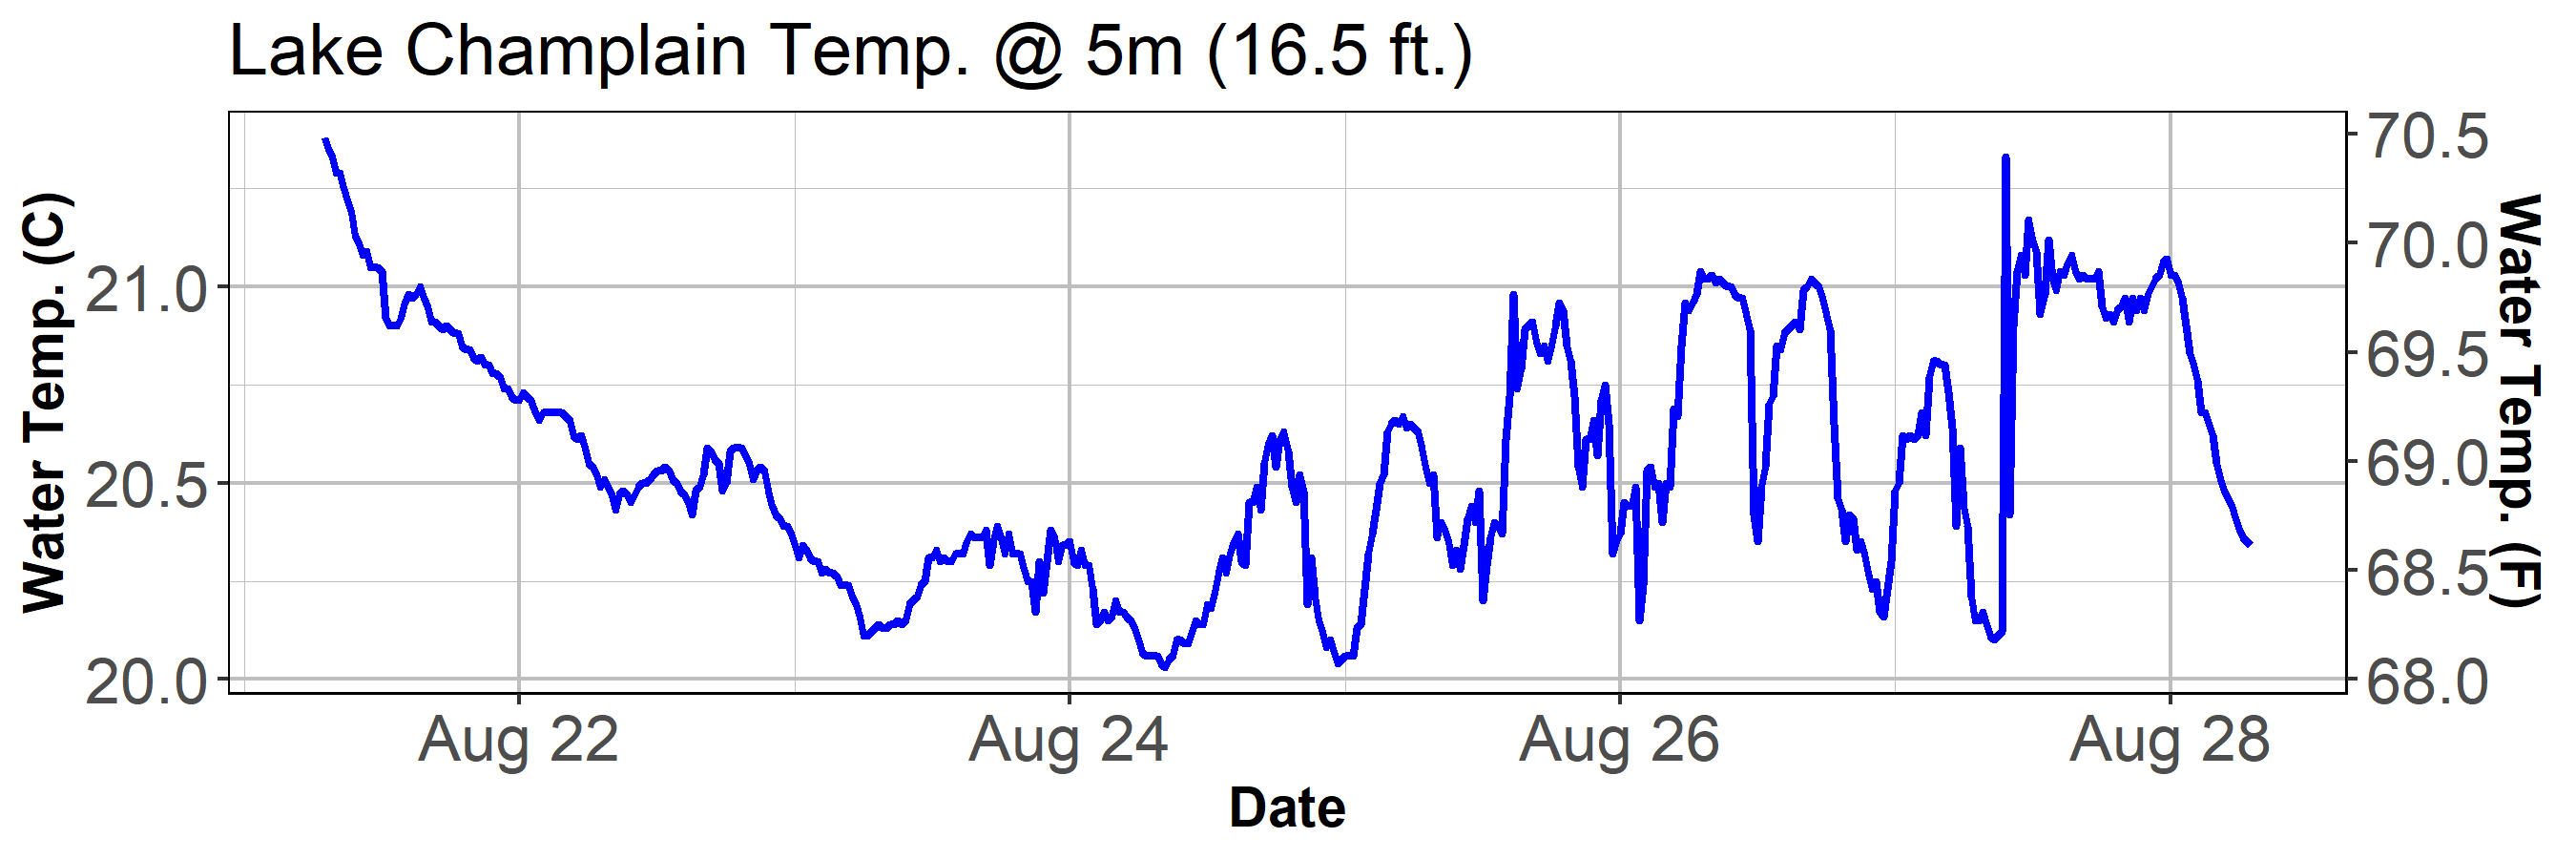 Lake Champlain Temp. @ 5m (16.5 ft.)
Water Temp. (C)
21.0
20.5
20.0
70.5
70.0
69.5
69.0
68.5
68.0
Water Temp. (F)
Aug 22
Aug 24
Aug 26
Aug 28
Date